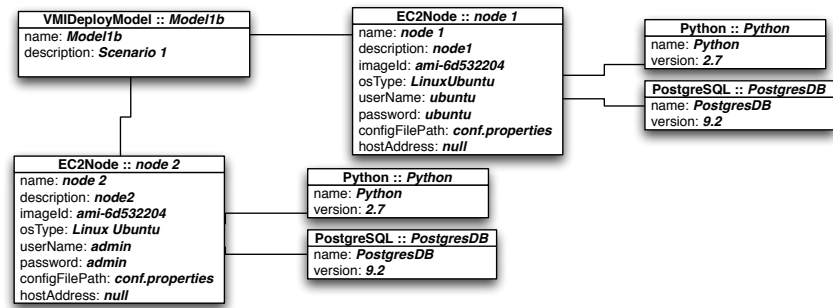 VMIDeployModel :: Model1b
name: Model1b
description: Scenario 1
EC2Node :: node 1
name: node 1
description: node1
imageId: ami-6d532204
osType: LinuxUbuntu
userName: ubuntu
password: ubuntu
configFilePath: conf.properties
hostAddress: null
Python :: Python
name: Python
version: 2.7
PostgreSQL :: PostgresDB
name: PostgresDB
version: 9.2
EC2Node :: node 2
name: node 2
description: node2
imageId: ami-6d532204
osType: Linux Ubuntu
userName: admin
password: admin
configFilePath: conf.properties
hostAddress: null
Python :: Python
name: Python
version: 2.7
PostgreSQL :: PostgresDB
name: PostgresDB
version: 9.2